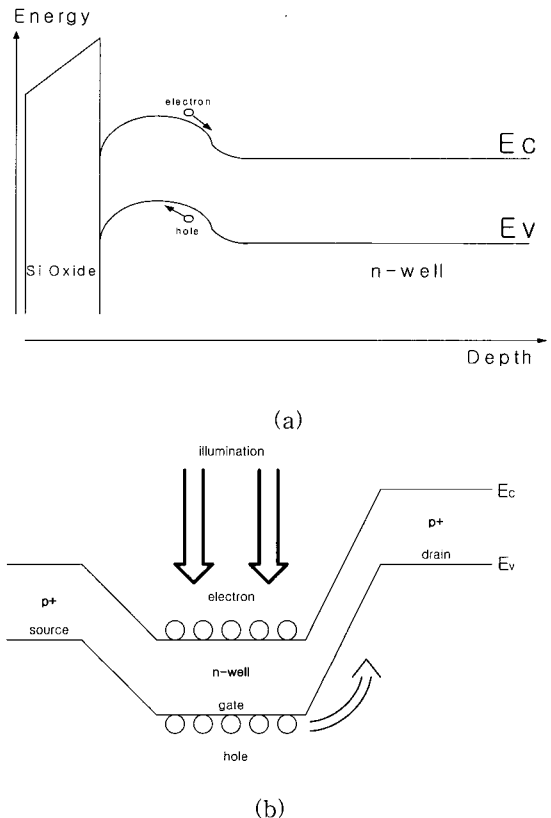 Energy
electron
Ec
hole
Ev
Si Oxide
n-well
Depth
(a)
illumination
Ec
p+
drain
Ev
electron
p+
source
n-well
gate
hole
(b)